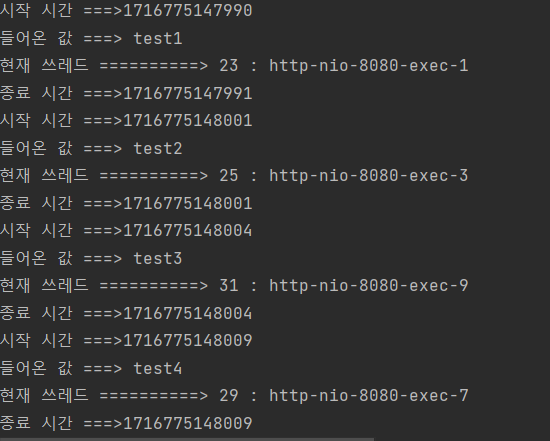 시작 시간 ===>1716775147990
들어온 값 ===> test1
현재 쓰레드 ==========> 23 : http-nio-8080-exec-1
종료 시간 ===>1716775147991
시작 시간 ===>1716775148001
들어온 값 ===> test2
현재 쓰레드 ==========> 25 : http-nio-8080-exec-3
종료 시간 ===>1716775148001
시작 시간 ===>1716775148004
들어온 값 ===> test3
현재 쓰레드 ==========> 31 : http-nio-8080-exec-9
종료 시간 ===>1716775148004
시작 시간 ===>1716775148009
들어온 값 ===> test4
현재 쓰레드 ==========> 29 : http-nio-8080-exec-7
종료 시간 ===>1716775148009